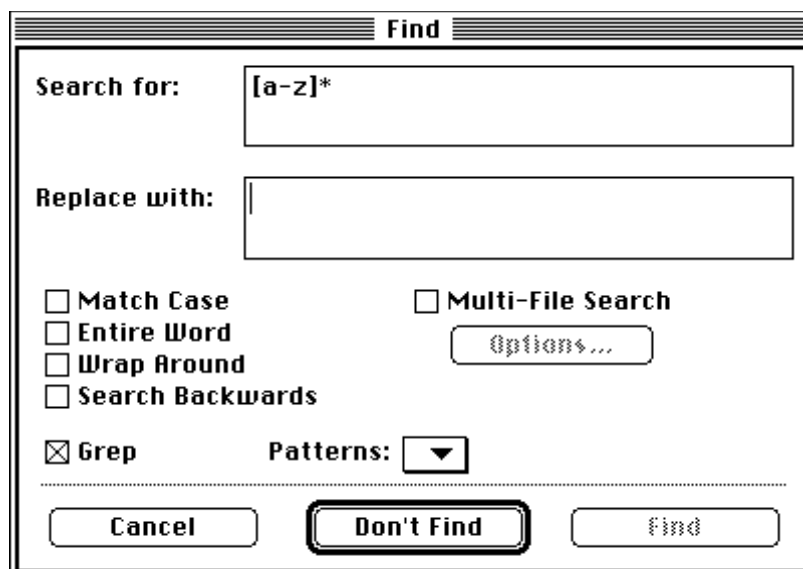 Find
Search for: [a-z]*
Replace with:
Match Case
Multi-File Search
Entire Word
Options...
Wrap Around
Search Backwards
Grep Patterns:
Cancel Don't Find Find